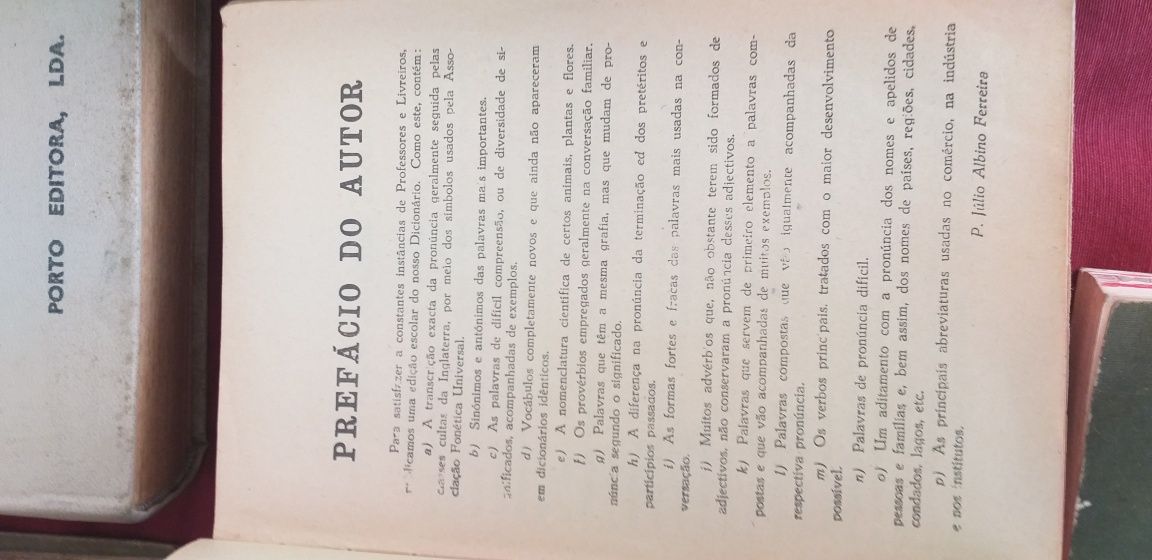 PORTO EDITORA, LDA.
PREFÁCIO DO AUTOR
Para satisfazer a constantes instâncias de Professores e Livreiros,
publicamos uma edição escolar do nosso Dicionário. Como este, contém:
a) A transcrição exacta da pronúncia geralmente seguida pelas
classes cultas da Inglaterra, por meio dos símbolos usados pela Asso-
ciação Fonética Universal.
b) Sinónimos e antónimos das palavras mais importantes.
c) As palavras de difícil compreensão, ou de diversidade de si-
gnificados, acompanhadas de exemplos.
d) Vocábulos completamente novos e que ainda não apareceram
em dicionários idênticos.
e) A nomenclatura científica de certos animais, plantas e flores.
f) Os provérbios empregados geralmente na conversação familiar.
g) Palavras que têm a mesma grafia, mas que mudam de pro-
núncia segundo o significado.
h) A diferença na pronúncia da terminação ed dos pretéritos e
particípios passados.
i) As formas fortes e fracas das palavras mais usadas na con-
versação.
j) Muitos advérbios que, não obstante terem sido formados de
adjectivos, não conservaram a pronúncia desses adjectivos.
k) Palavras que servem de primeiro elemento a palavras com-
postas e que vão acompanhadas de muitos exemplos.
l) Palavras compostas que vão igualmente acompanhadas da
respectiva pronúncia.
m) Os verbos principais tratados com o maior desenvolvimento
possível.
n) Palavras de pronúncia difícil.
o) Um aditamento com a pronúncia dos nomes e apelidos de
pessoas e famílias e, bem assim, dos nomes de países, regiões, cidades,
condados, lagos, etc.
p) As principais abreviaturas usadas no comércio, na indústria
e nos institutos.
P. Júlio Albino Ferreira